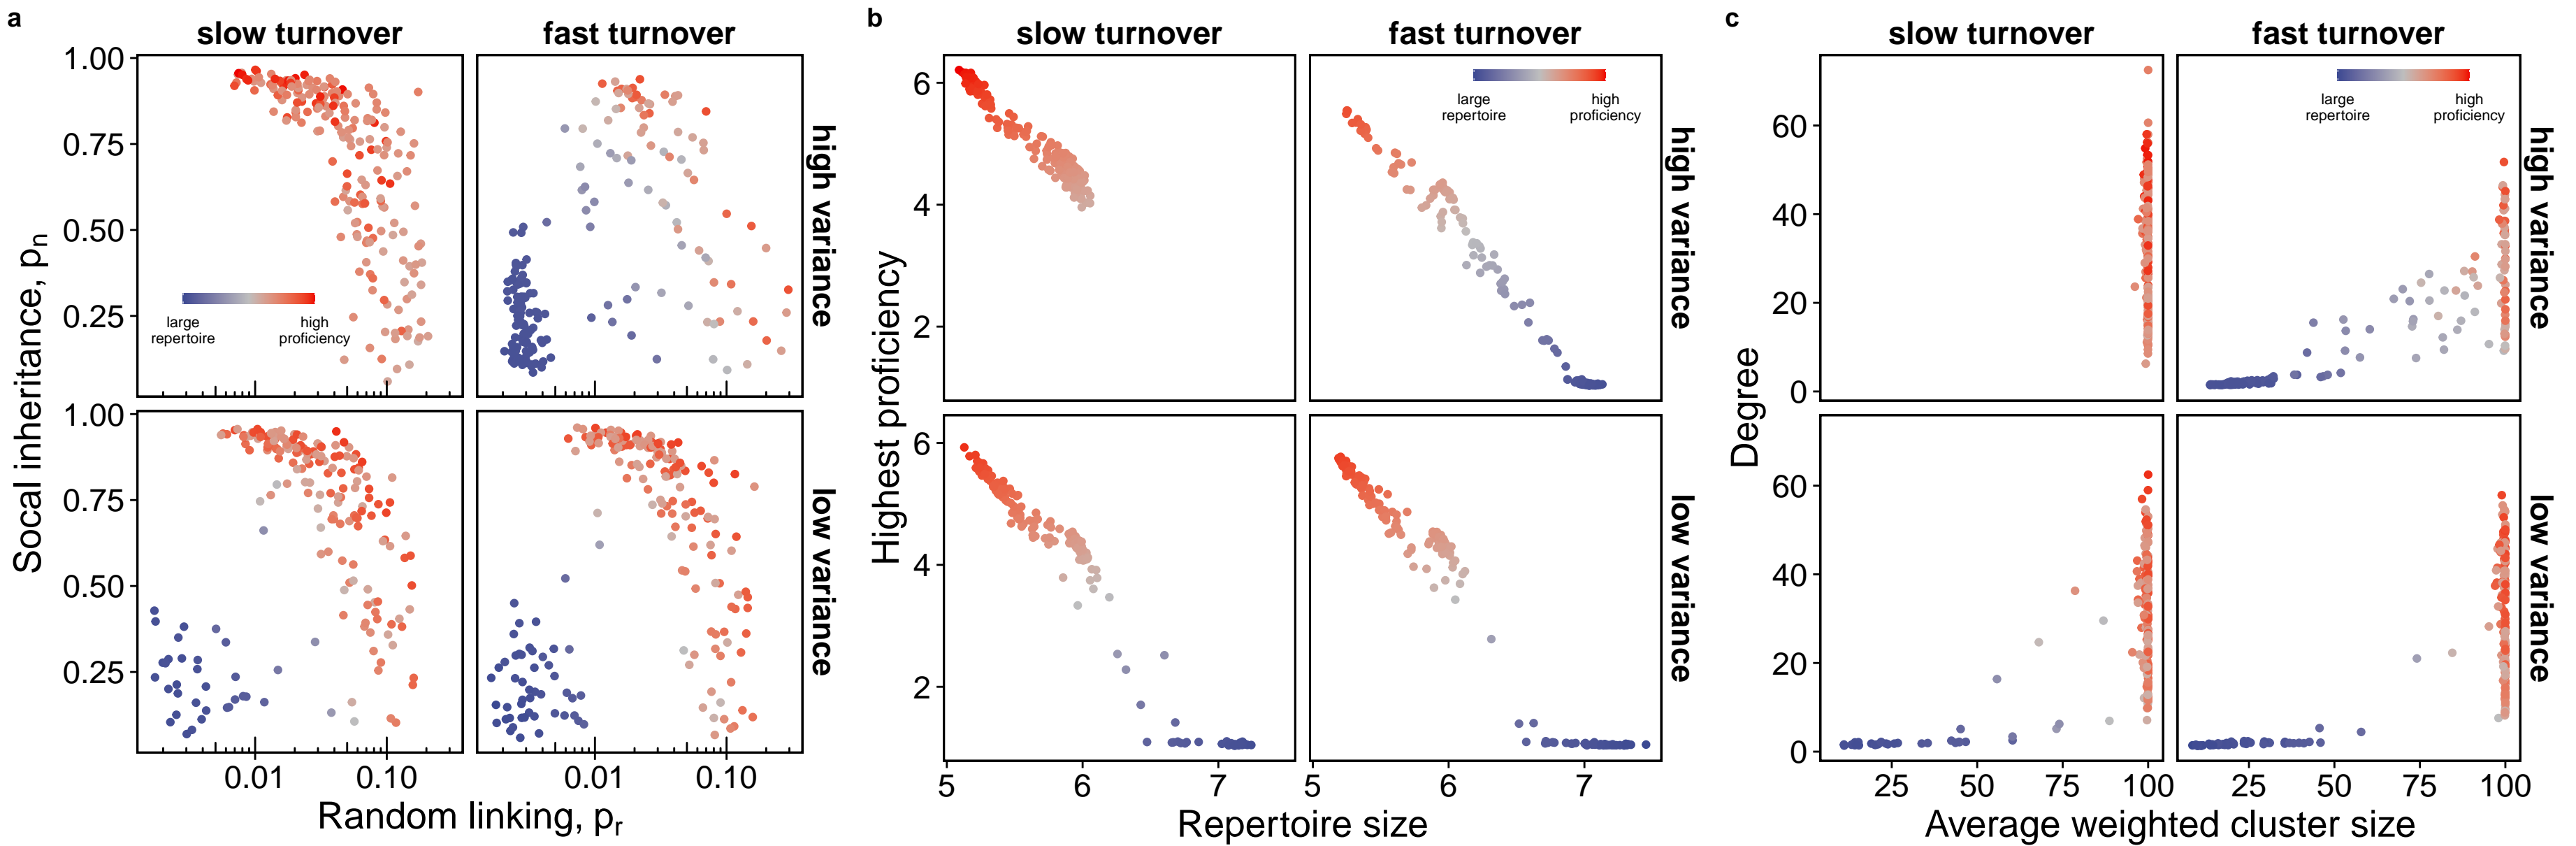 a
slow turnover
fast turnover
1.00
0.75
0.50
0.25
large
repertoire
high
proficiency
high variance
1.00
0.75
0.50
0.25
low variance
0.01
0.10
0.01
0.10
Socal inheritance, pn
Random linking, pr
b
slow turnover
fast turnover
6
4
2
large
repertoire
high
proficiency
high variance
6
4
2
low variance
5
6
7
5
6
7
Highest proficiency
Repertoire size
c
slow turnover
fast turnover
60
40
20
0
large
repertoire
high
proficiency
high variance
60
40
20
0
low variance
25
50
75
100
25
50
75
100
Degree
Average weighted cluster size